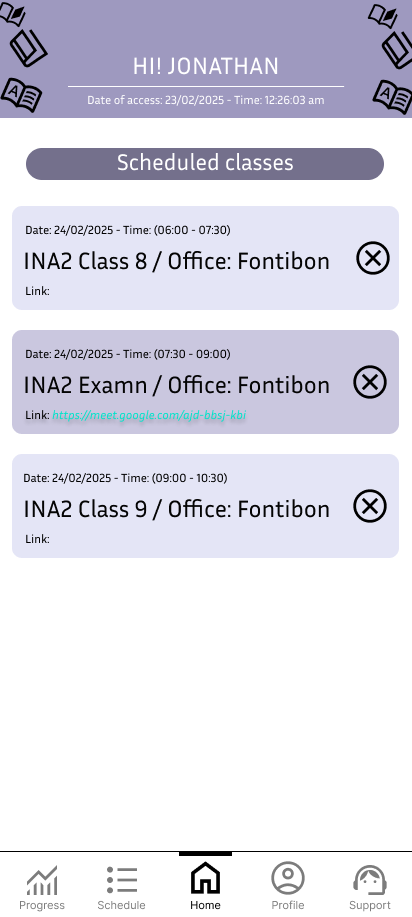 HI! JONATHAN
Date of access: 23/02/2025 - Time: 12:26:03 am
Scheduled classes
Date: 24/02/2025 - Time: (06:00 - 07:30)
INA2 Class 8 / Office: Fontibon
Link:
Date: 24/02/2025 - Time: (07:30 - 09:00)
INA2 Examn / Office: Fontibon
Link: https://meet.google.com/ajd-bbsj-kbi
Date: 24/02/2025 - Time: (09:00 - 10:30)
INA2 Class 9 / Office: Fontibon
Link:
Progress Schedule Home Profile Support